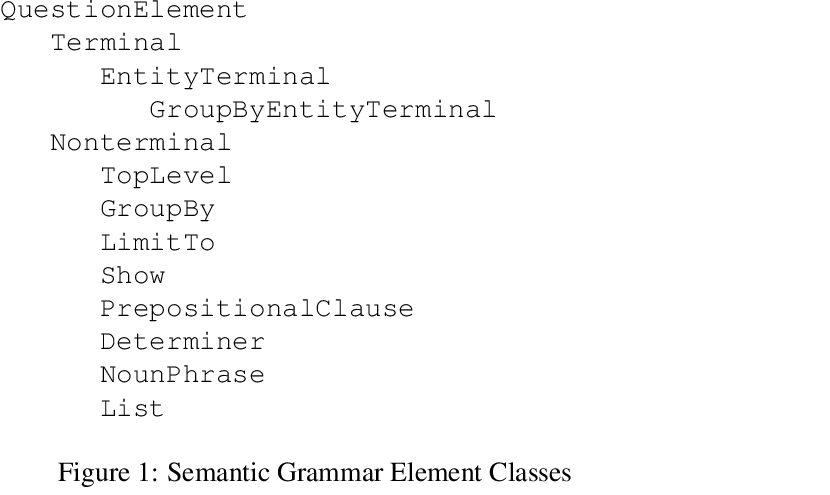 QuestionElement
Terminal
EntityTerminal
GroupByEntityTerminal
Nonterminal
TopLevel
GroupBy
LimitTo
Show
PrepositionalClause
Determiner
NounPhrase
List
Figure 1: Semantic Grammar Element Classes